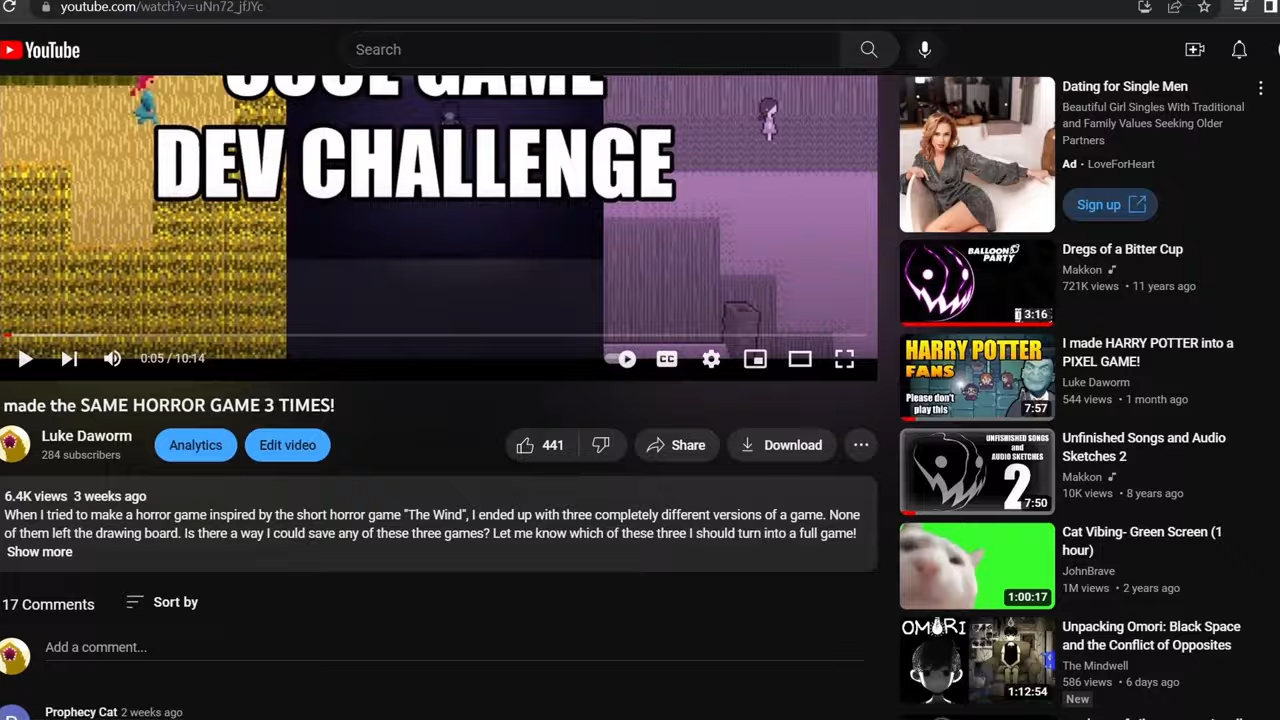 youtube.com/watch?v=uNn72_jfJYc
YouTube
Search
COOL GAME
DEV CHALLENGE
0:05 / 10:14
CC
made the SAME HORROR GAME 3 TIMES!
Luke Daworm
284 subscribers
Analytics
Edit video
441
Share
Download
6.4K views 3 weeks ago
When I tried to make a horror game inspired by the short horror game "The Wind", I ended up with three completely different versions of a game. None
of them left the drawing board. Is there a way I could save any of these three games? Let me know which of these three I should turn into a full game!
Show more
17 Comments
Sort by
Add a comment...
Prophecy Cat 2 weeks ago
Dating for Single Men
Beautiful Girl Singles With Traditional
and Family Values Seeking Older
Partners
Ad · LoveForHeart
Sign up
BALLOON
PARTY
3:16
Dregs of a Bitter Cup
Makkon
721K views • 11 years ago
HARRY POTTER
FANS
Please don't
play this
7:57
I made HARRY POTTER into a
PIXEL GAME!
Luke Daworm
544 views • 1 month ago
UNFISHISHED SONGS
and
AUDIO SKETCHES
2
7:50
Unfinished Songs and Audio
Sketches 2
Makkon
10K views • 8 years ago
1:00:17
Cat Vibing- Green Screen (1
hour)
JohnBrave
1M views • 2 years ago
OMORI
1:12:54
Unpacking Omori: Black Space
and the Conflict of Opposites
The Mindwell
586 views • 6 days ago
New